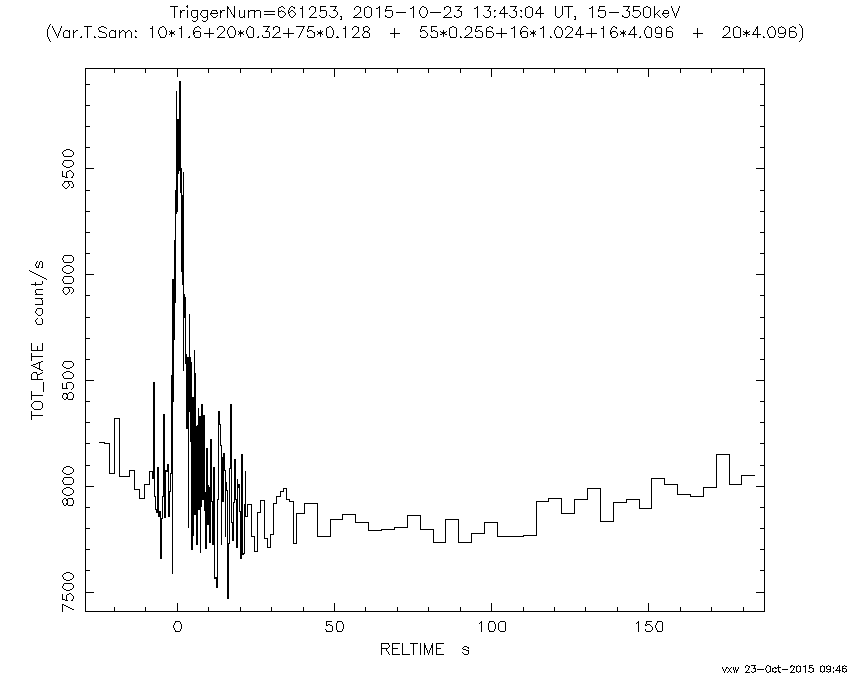 TriggerNum=661253, 2015-10-23 13:43:04 UT, 15-350keV
(Var.T.Sam: 10*1.6+20*0.32+75*0.128 + 55*0.256+16*1.024+16*4.096 + 20*4.096)
9500
9000
8500
8000
7500
TOT_RATE count/s
0 50 100 150
RELTIME s
vxw 23-Oct-2015 09:46